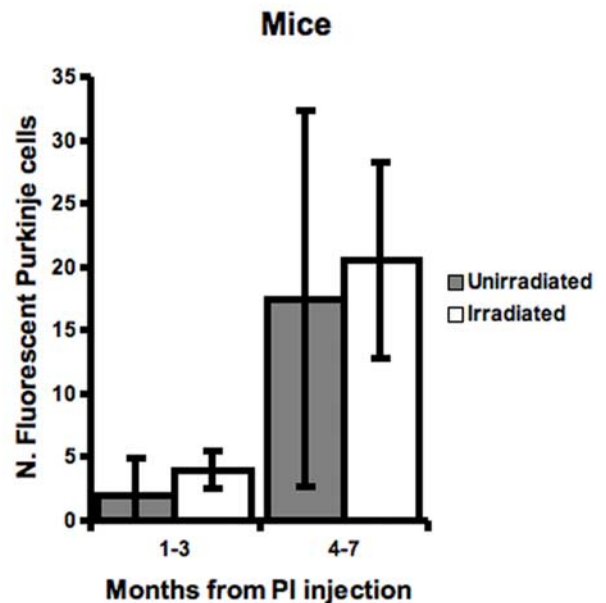 Mice
N. Fluorescent Purkinje cells
35
30
25
20
15
10
5
0
1-3
4-7
Months from PI injection
Unirradiated
Irradiated